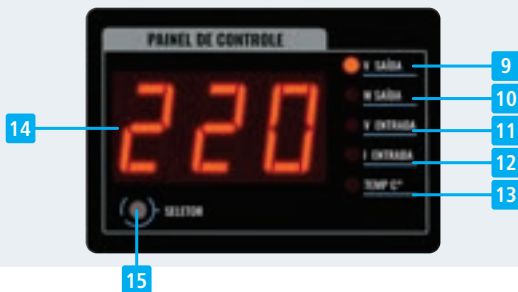 PAINEL DE CONTROLE
V SAÍDA
9
W SAÍDA
10
V ENTRADA
11
I ENTRADA
12
TEMP C°
13
14
220
SELETOR
15